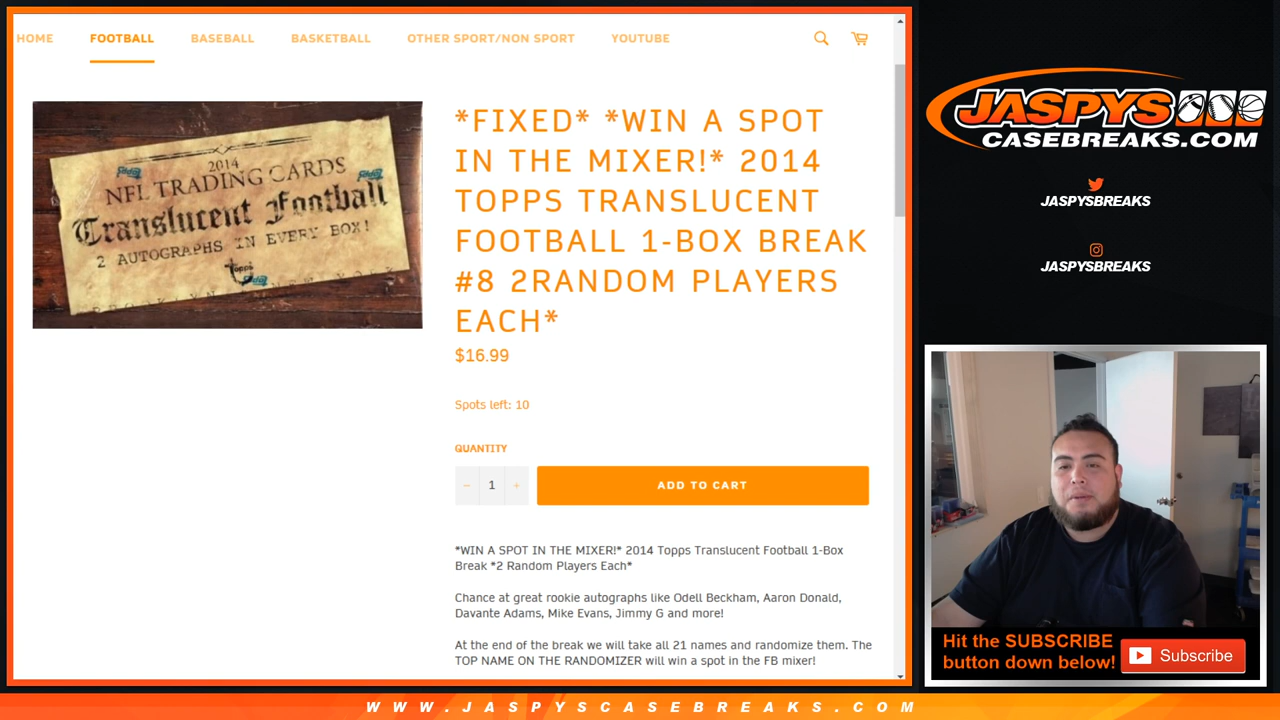 HOME FOOTBALL BASEBALL BASKETBALL OTHER SPORT/NON SPORT YOUTUBE
2014
NFL TRADING CARDS
Translucent Football
2 AUTOGRAPHS IN EVERY BOX!
Topps
*FIXED* *WIN A SPOT
IN THE MIXER!* 2014
TOPPS TRANSLUCENT
FOOTBALL 1-BOX BREAK
#8 2RANDOM PLAYERS
EACH*
$16.99
Spots left: 10
QUANTITY
− 1 + ADD TO CART
*WIN A SPOT IN THE MIXER!* 2014 Topps Translucent Football 1-Box
Break *2 Random Players Each*
Chance at great rookie autographs like Odell Beckham, Aaron Donald,
Davante Adams, Mike Evans, Jimmy G and more!
At the end of the break we will take all 21 names and randomize them. The
TOP NAME ON THE RANDOMIZER will win a spot in the FB mixer!
JASPYS
CASEBREAKS.COM
JASPYSBREAKS
JASPYSBREAKS
Hit the SUBSCRIBE
button down below!
Subscribe
WWW.JASPYSCASEBREAKS.COM